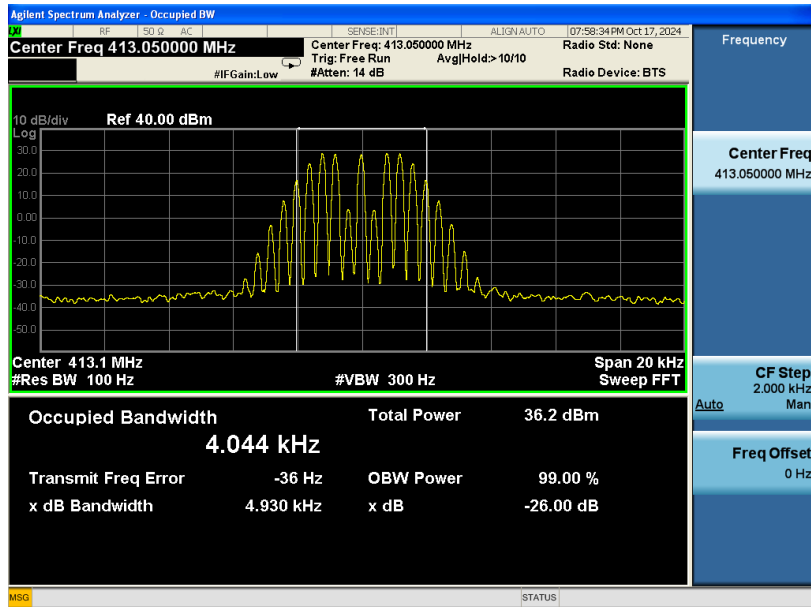 Agilent Spectrum Analyzer - Occupied BW
LXI RF 50 Ω AC SENSE:INT ALIGN AUTO 07:58:34 PM Oct 17, 2024
Center Freq 413.050000 MHz
Center Freq: 413.050000 MHz
Radio Std: None
Trig: Free Run Avg|Hold:> 10/10
#IFGain:Low
#Atten: 14 dB
Radio Device: BTS
10 dB/div Ref 40.00 dBm
Log
30.0
20.0
10.0
0.00
-10.0
-20.0
-30.0
-40.0
-50.0
Center 413.1 MHz
Span 20 kHz
#Res BW 100 Hz
#VBW 300 Hz
Sweep FFT
Occupied Bandwidth
4.044 kHz
Total Power 36.2 dBm
Transmit Freq Error -36 Hz
OBW Power 99.00 %
x dB Bandwidth 4.930 kHz
x dB -26.00 dB
Frequency
Center Freq
413.050000 MHz
CF Step
2.000 kHz
Auto Man
Freq Offset
0 Hz
MSG
STATUS